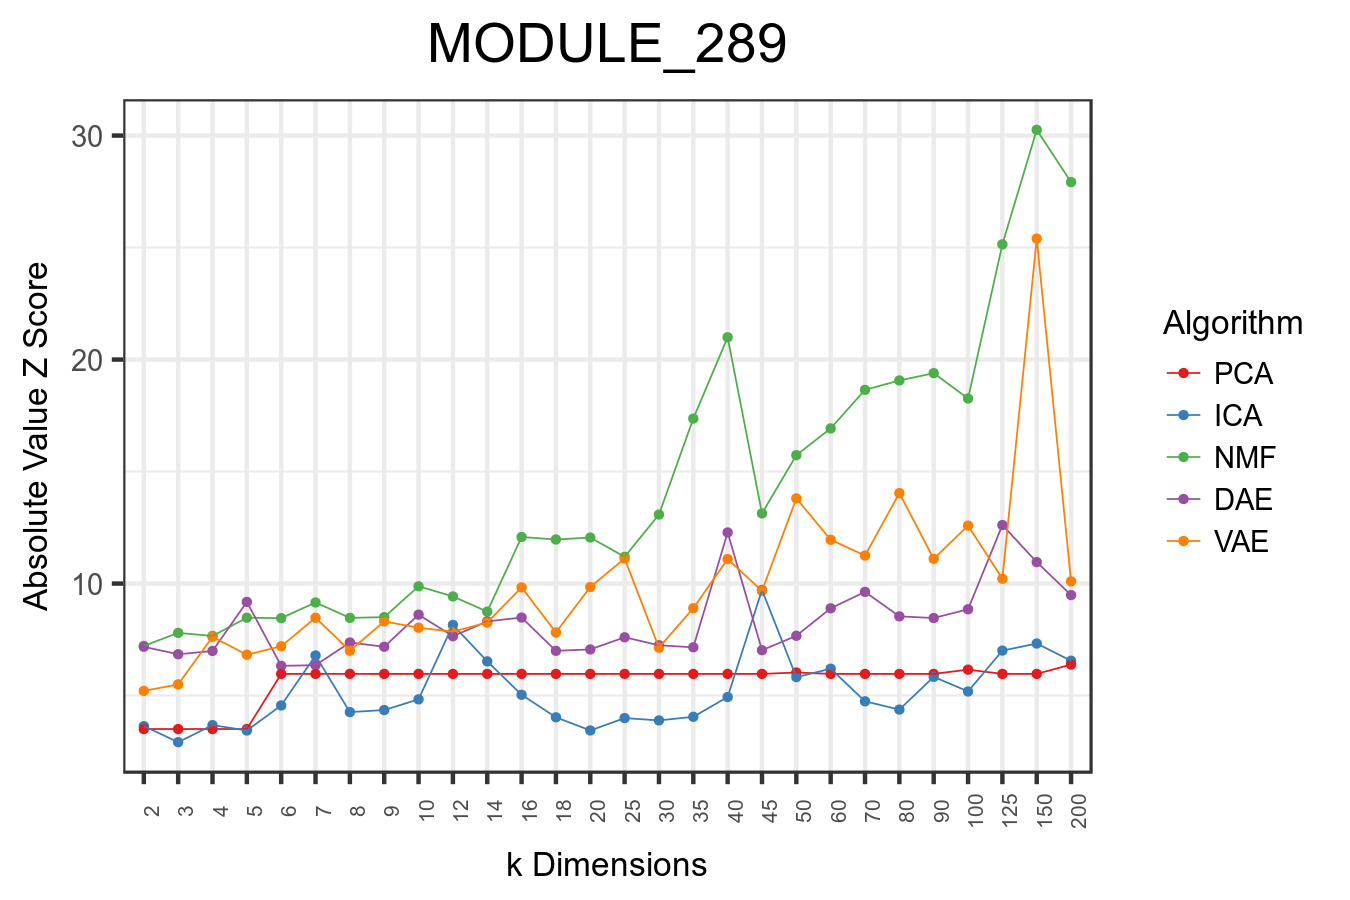 MODULE_289
Absolute Value Z Score
30
20
10
2 3 4 5 6 7 8 9 10 12 14 16 18 20 25 30 35 40 45 50 60 70 80 90 100 125 150 200
k Dimensions
Algorithm
PCA
ICA
NMF
DAE
VAE